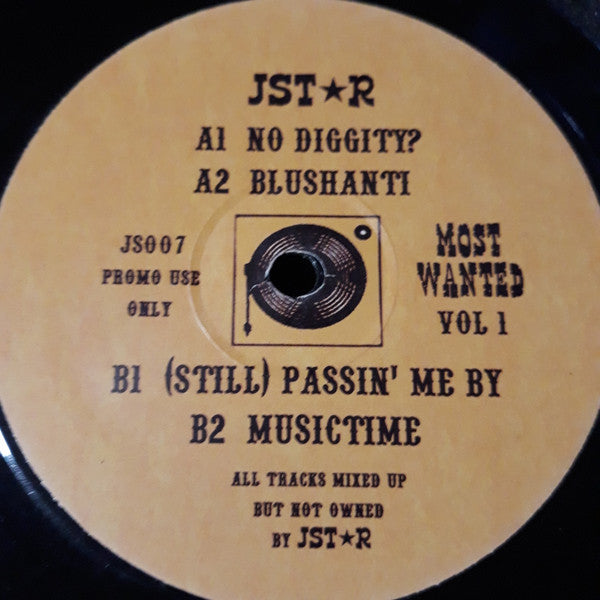 JST★R
A1 NO DIGGITY?
A2 BLUSHANTI
JS007
PROMO USE
ONLY
MOST
WANTED
VOL 1
B1 (STILL) PASSIN' ME BY
B2 MUSICTIME
ALL TRACKS MIXED UP
BUT NOT OWNED
BY JST★R